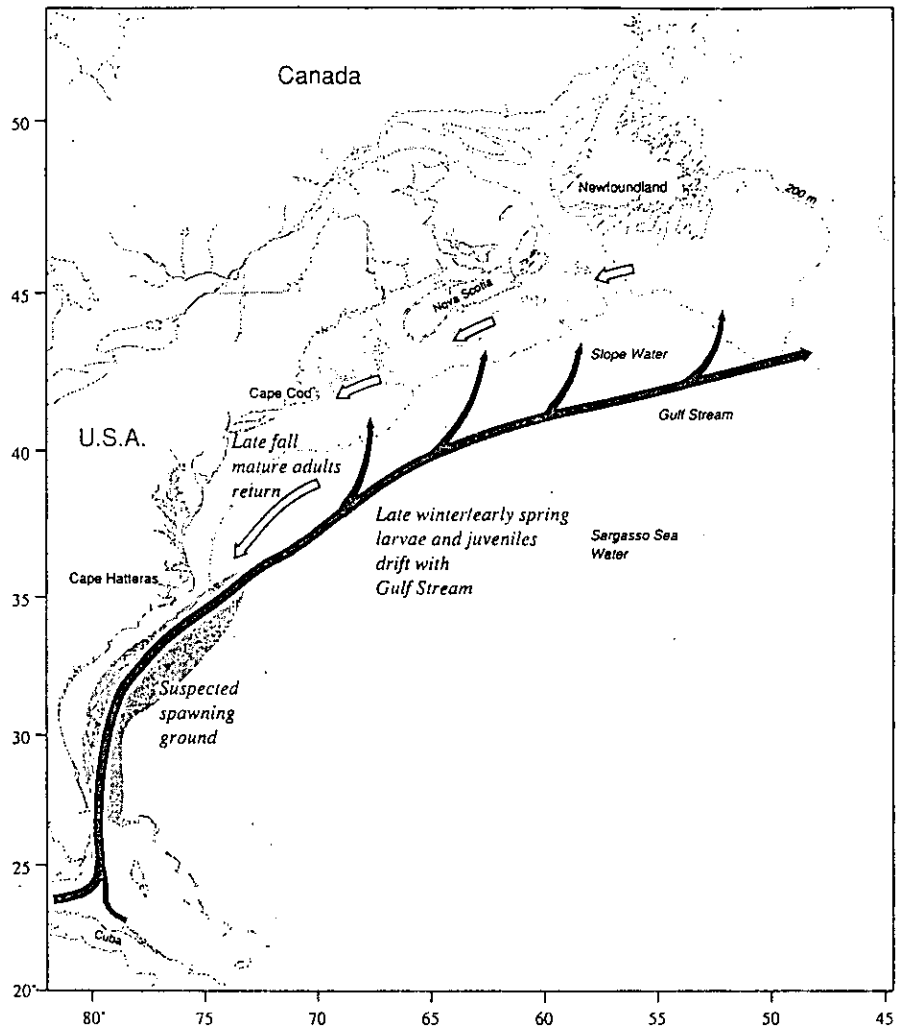 Canada
50
Newfoundland
200 m
45
Nova Scotia
Slope Water
Cape Cod
Gulf Stream
U.S.A.
40
Late fall
mature adults
return
Late winter/early spring
larvae and juveniles
drift with
Gulf Stream
Sargasso Sea
Water
Cape Hatteras
35
Suspected
spawning
ground
30
25
Cuba
20°
80° 75 70 65 60 55 50 45